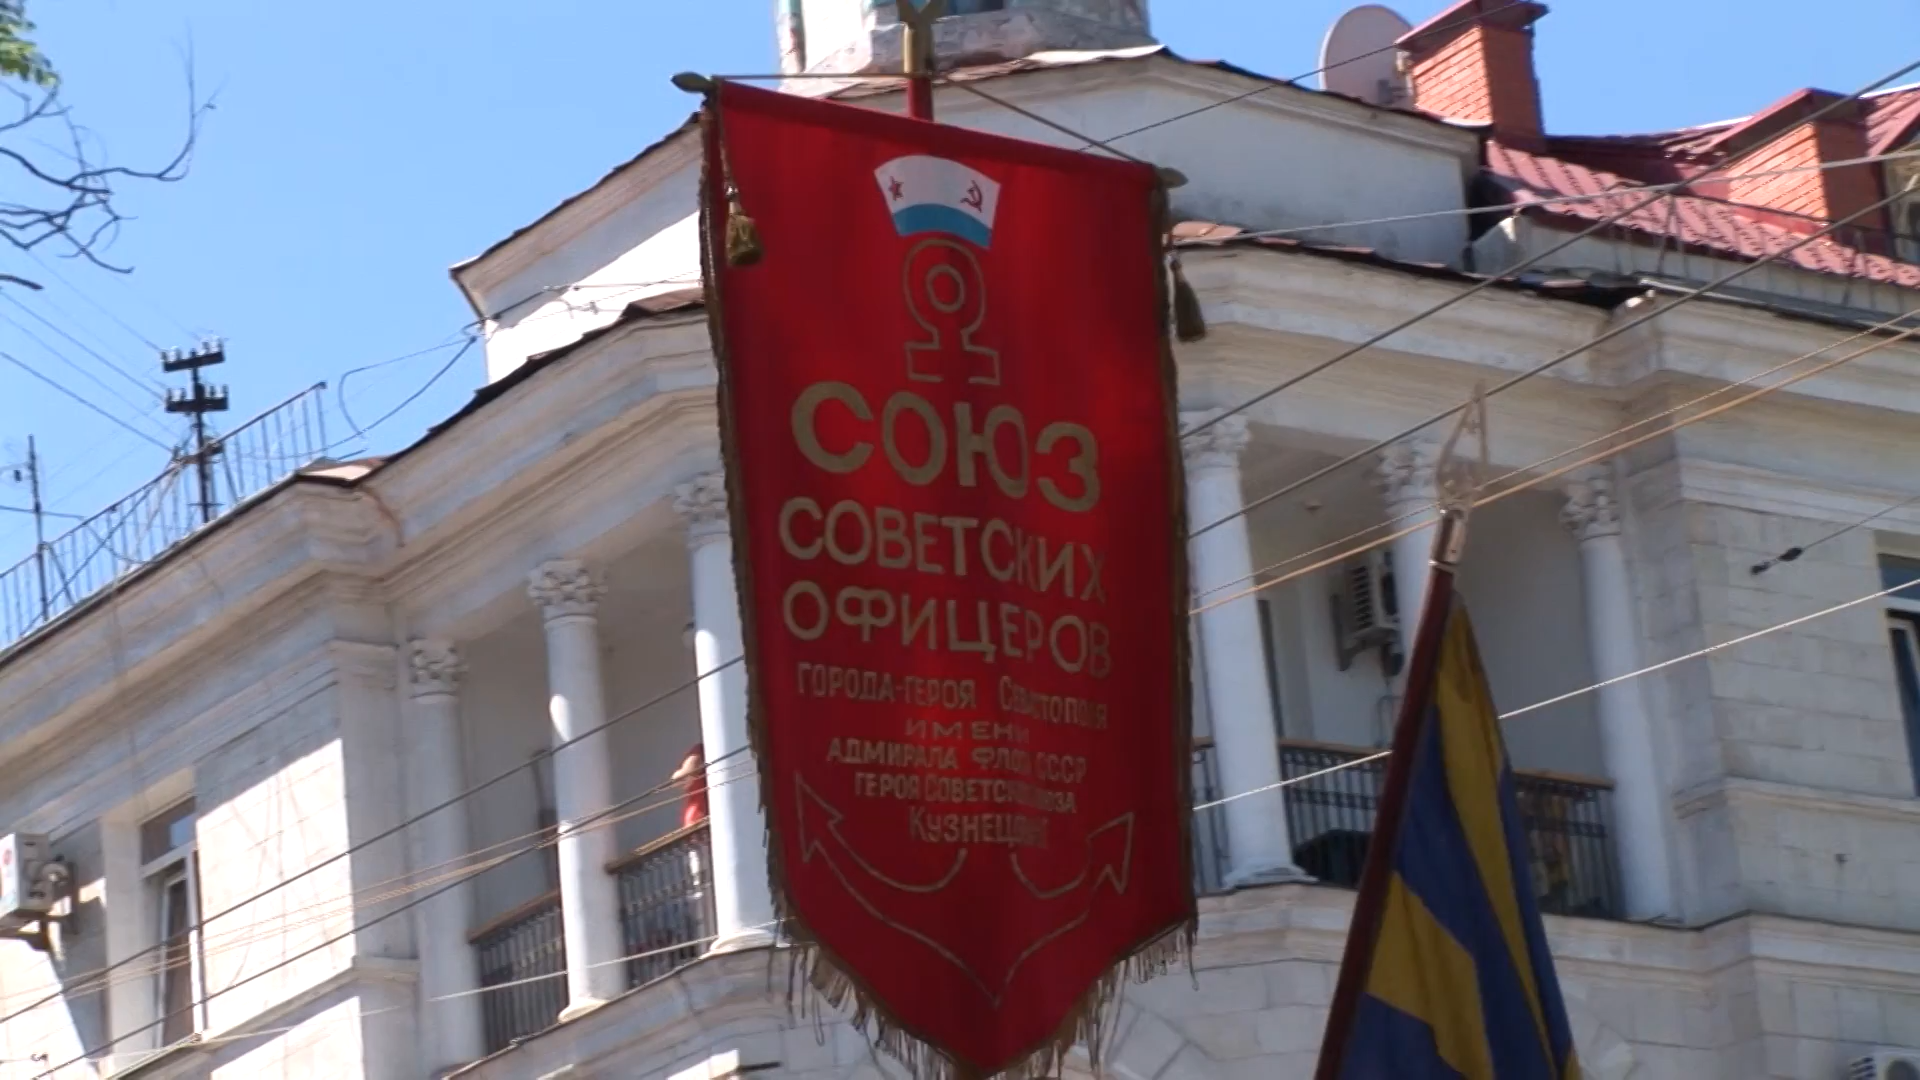 СОЮЗ
СОВЕТСКИХ
ОФИЦЕРОВ
ГОРОДА-ГЕРОЯ СЕВАСТОПОЛЯ
ИМЕНИ
АДМИРАЛА ФЛОТА СССР
ГЕРОЯ СОВЕТСКОГО СОЮЗА
КУЗНЕЦОВА Н Г